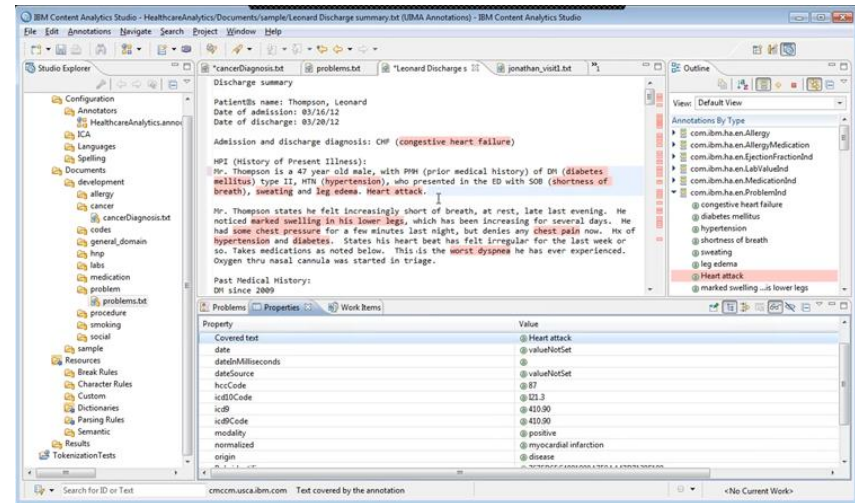 IBM Content Analytics Studio - HealthcareAnalytics/Documents/sample/Leonard Discharge summary.txt (UIMA Annotations) - IBM Content Analytics Studio
File Edit Annotations Navigate Search Project Window Help
Studio Explorer
Configuration
Annotators
HealthcareAnalytics.annoc
ICA
Languages
Spelling
Documents
development
allergy
cancer
cancerDiagnosis.txt
codes
general_domain
hnp
labs
medication
problem
problems.txt
procedure
smoking
social
sample
Resources
Break Rules
Character Rules
Custom
Dictionaries
Parsing Rules
Semantic
Results
TokenizationTests
*cancerDiagnosis.txt problems.txt *Leonard Discharge s jonathan_visit1.txt
Discharge summary
Patient's name: Thompson, Leonard
Date of admission: 03/16/12
Date of discharge: 03/20/12
Admission and discharge diagnosis: CHF (congestive heart failure)
HPI (History of Present Illness):
Mr. Thompson is a 47 year old male, with PMH (prior medical history) of DM (diabetes
mellitus) type II, HTN (hypertension), who presented in the ED with SOB (shortness of
breath), sweating and leg edema. Heart attack.
Mr. Thompson states he felt increasingly short of breath, at rest, late last evening. He
noticed marked swelling in his lower legs, which has been increasing for several days. He
had some chest pressure for a few minutes last night, but denies any chest pain now. Hx of
hypertension and diabetes. States his heart beat has felt irregular for the last week or
so. Takes medications as noted below. This is the worst dyspnea he has ever experienced.
Oxygen thru nasal cannula was started in triage.
Past Medical History:
DM since 2009
Outline
View: Default View
Annotations By Type
com.ibm.ha.en.Allergy
com.ibm.ha.en.AllergyMedication
com.ibm.ha.en.EjectionFractionInd
com.ibm.ha.en.LabValueInd
com.ibm.ha.en.MedicationInd
com.ibm.ha.en.ProblemInd
congestive heart failure
diabetes mellitus
hypertension
shortness of breath
sweating
leg edema
Heart attack
marked swelling ...is lower legs
Problems Properties Work Items
Property Value
Covered text Heart attack
date valueNotSet
dateInMilliseconds
dateSource valueNotSet
hccCode 87
icd10Code I21.3
icd9 410.90
icd9Code 410.90
modality positive
normalized myocardial infarction
origin disease
Search for ID or Text cmccm.usca.ibm.com Text covered by the annotation <No Current Work>